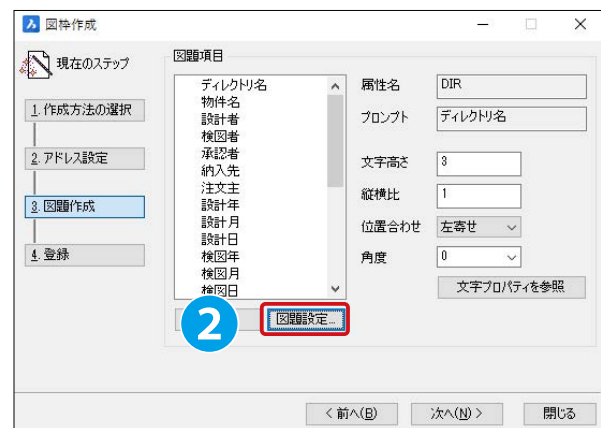 図枠作成
現在のステップ
1. 作成方法の選択
2. アドレス設定
3. 図題作成
4. 登録
図題項目
ディレクトリ名
物件名
設計者
検図者
承認者
納入先
注文主
設計年
設計月
設計日
検図年
検図月
検図日
2
図題設定...
属性名 DIR
プロンプト ディレクトリ名
文字高さ 3
縦横比 1
位置合わせ 左寄せ
角度 0
文字プロパティを参照
< 前へ(B)
次へ(N) >
閉じる